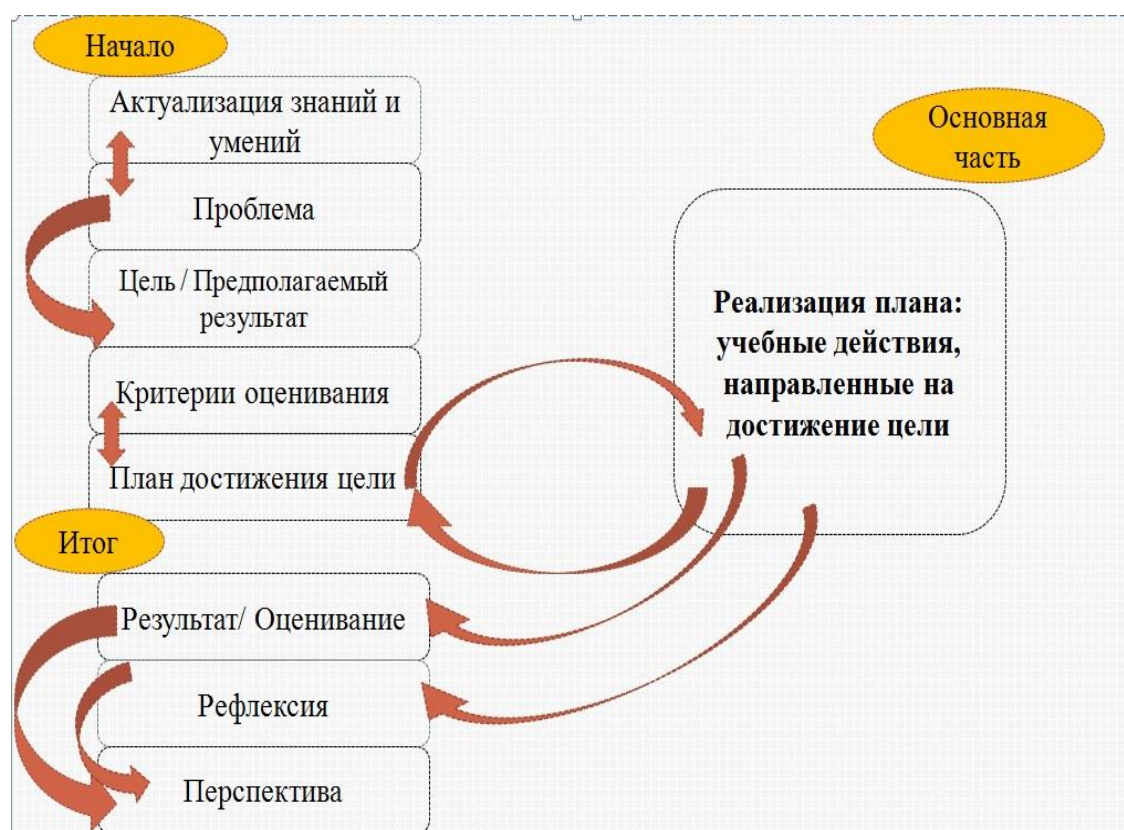 Начало
Актуализация знаний и
умений
Проблема
Цель / Предполагаемый
результат
Критерии оценивания
План достижения цели
Основная
часть
Реализация плана:
учебные действия,
направленные на
достижение цели
Итог
Результат/ Оценивание
Рефлексия
Перспектива